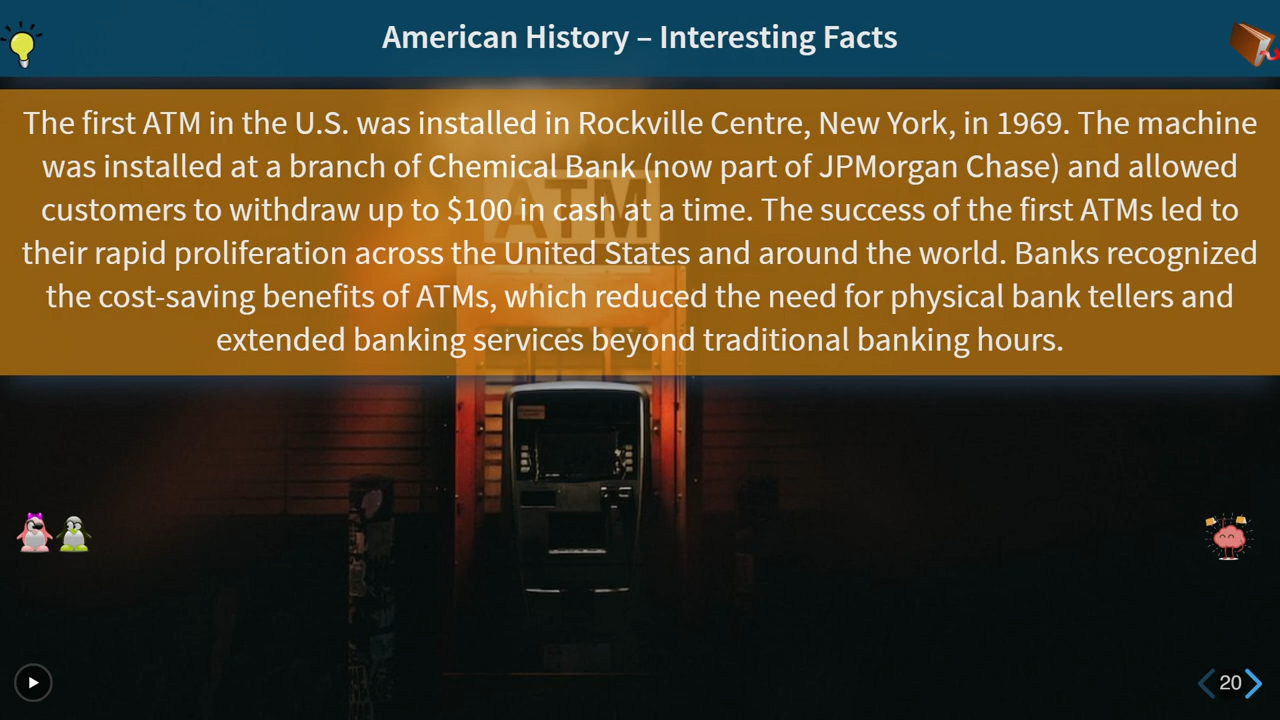 American History – Interesting Facts
The first ATM in the U.S. was installed in Rockville Centre, New York, in 1969. The machine
was installed at a branch of Chemical Bank (now part of JPMorgan Chase) and allowed
customers to withdraw up to $100 in cash at a time. The success of the first ATMs led to
their rapid proliferation across the United States and around the world. Banks recognized
the cost-saving benefits of ATMs, which reduced the need for physical bank tellers and
extended banking services beyond traditional banking hours.
ATM
20